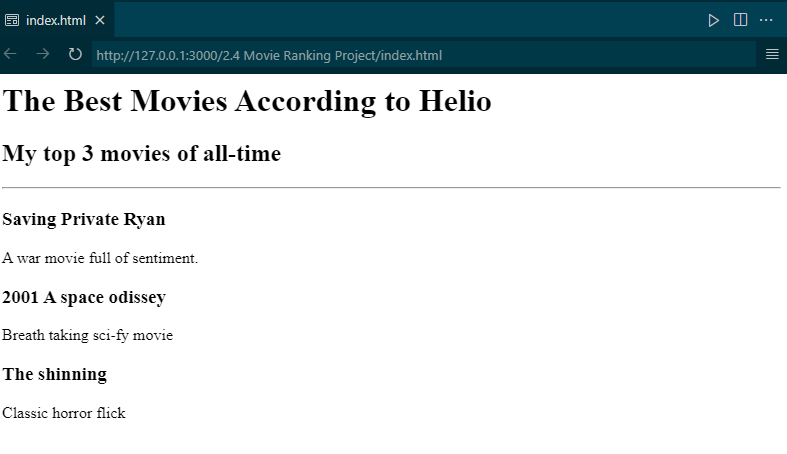 index.html
http://127.0.0.1:3000/2.4 Movie Ranking Project/index.html
The Best Movies According to Helio
My top 3 movies of all-time
Saving Private Ryan
A war movie full of sentiment.
2001 A space odissey
Breath taking sci-fy movie
The shinning
Classic horror flick